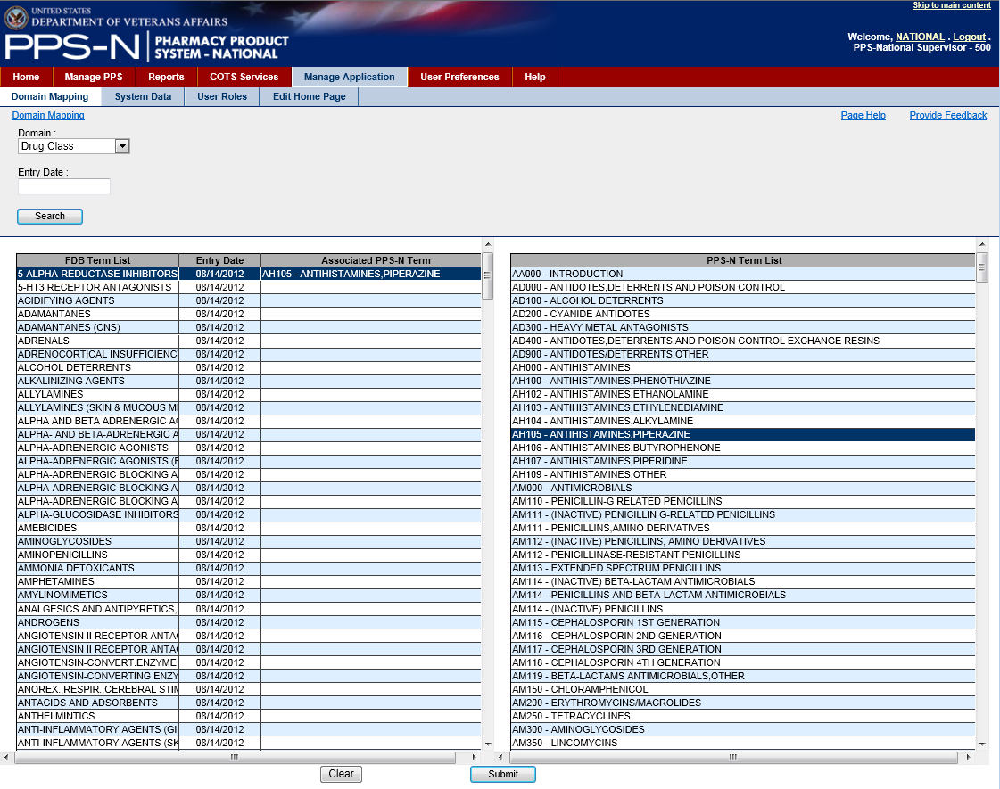 Skip to main content
UNITED STATES
DEPARTMENT OF VETERANS AFFAIRS
PPS-N PHARMACY PRODUCT SYSTEM - NATIONAL
Welcome, NATIONAL . Logout .
PPS-National Supervisor - 500
Home Manage PPS Reports COTS Services Manage Application User Preferences Help
Domain Mapping System Data User Roles Edit Home Page
Domain Mapping Page Help Provide Feedback
Domain :
Drug Class
Entry Date :
Search
FDB Term List Entry Date Associated PPS-N Term
5-ALPHA-REDUCTASE INHIBITORS 08/14/2012 AH105 - ANTIHISTAMINES,PIPERAZINE
5-HT3 RECEPTOR ANTAGONISTS 08/14/2012
ACIDIFYING AGENTS 08/14/2012
ADAMANTANES 08/14/2012
ADAMANTANES (CNS) 08/14/2012
ADRENALS 08/14/2012
ADRENOCORTICAL INSUFFICIENCY 08/14/2012
ALCOHOL DETERRENTS 08/14/2012
ALKALINIZING AGENTS 08/14/2012
ALLYLAMINES 08/14/2012
ALLYLAMINES (SKIN & MUCOUS M 08/14/2012
ALPHA AND BETA ADRENERGIC A 08/14/2012
ALPHA- AND BETA-ADRENERGIC A 08/14/2012
ALPHA-ADRENERGIC AGONISTS 08/14/2012
ALPHA-ADRENERGIC AGONISTS (E 08/14/2012
ALPHA-ADRENERGIC BLOCKING A 08/14/2012
ALPHA-ADRENERGIC BLOCKING A 08/14/2012
ALPHA-ADRENERGIC BLOCKING A 08/14/2012
ALPHA-GLUCOSIDASE INHIBITORS 08/14/2012
AMEBICIDES 08/14/2012
AMINOGLYCOSIDES 08/14/2012
AMINOPENICILLINS 08/14/2012
AMMONIA DETOXICANTS 08/14/2012
AMPHETAMINES 08/14/2012
AMYLINOMIMETICS 08/14/2012
ANALGESICS AND ANTIPYRETICS, 08/14/2012
ANDROGENS 08/14/2012
ANGIOTENSIN II RECEPTOR ANTA 08/14/2012
ANGIOTENSIN II RECEPTOR ANTA 08/14/2012
ANGIOTENSIN-CONVERT.ENZYME 08/14/2012
ANGIOTENSIN-CONVERTING ENZY 08/14/2012
ANOREX.,RESPIR.,CEREBRAL STIM 08/14/2012
ANTACIDS AND ADSORBENTS 08/14/2012
ANTHELMINTICS 08/14/2012
ANTI-INFLAMMATORY AGENTS (GI 08/14/2012
ANTI-INFLAMMATORY AGENTS (SK 08/14/2012
PPS-N Term List
AA000 - INTRODUCTION
AD000 - ANTIDOTES,DETERRENTS AND POISON CONTROL
AD100 - ALCOHOL DETERRENTS
AD200 - CYANIDE ANTIDOTES
AD300 - HEAVY METAL ANTAGONISTS
AD400 - ANTIDOTES,DETERRENTS,AND POISON CONTROL EXCHANGE RESINS
AD900 - ANTIDOTES/DETERRENTS,OTHER
AH000 - ANTIHISTAMINES
AH100 - ANTIHISTAMINES,PHENOTHIAZINE
AH102 - ANTIHISTAMINES,ETHANOLAMINE
AH103 - ANTIHISTAMINES,ETHYLENEDIAMINE
AH104 - ANTIHISTAMINES,ALKYLAMINE
AH105 - ANTIHISTAMINES,PIPERAZINE
AH106 - ANTIHISTAMINES,BUTYROPHENONE
AH107 - ANTIHISTAMINES,PIPERIDINE
AH109 - ANTIHISTAMINES,OTHER
AM000 - ANTIMICROBIALS
AM110 - PENICILLIN-G RELATED PENICILLINS
AM111 - (INACTIVE) PENICILLIN G-RELATED PENICILLINS
AM111 - PENICILLINS,AMINO DERIVATIVES
AM112 - (INACTIVE) PENICILLINS, AMINO DERIVATIVES
AM112 - PENICILLINASE-RESISTANT PENICILLINS
AM113 - EXTENDED SPECTRUM PENICILLINS
AM114 - (INACTIVE) BETA-LACTAM ANTIMICROBIALS
AM114 - PENICILLINS AND BETA-LACTAM ANTIMICROBIALS
AM114 - (INACTIVE) PENICILLINS
AM115 - CEPHALOSPORIN 1ST GENERATION
AM116 - CEPHALOSPORIN 2ND GENERATION
AM117 - CEPHALOSPORIN 3RD GENERATION
AM118 - CEPHALOSPORIN 4TH GENERATION
AM119 - BETA-LACTAMS ANTIMICROBIALS,OTHER
AM150 - CHLORAMPHENICOL
AM200 - ERYTHROMYCINS/MACROLIDES
AM250 - TETRACYCLINES
AM300 - AMINOGLYCOSIDES
AM350 - LINCOMYCINS
Clear Submit